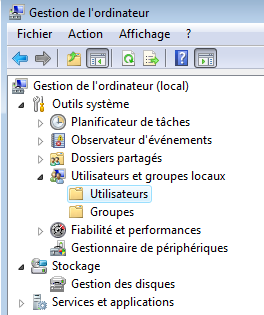 Gestion de l'ordinateur
Fichier Action Affichage ?
Gestion de l'ordinateur (local)
Outils système
Planificateur de tâches
Observateur d'événements
Dossiers partagés
Utilisateurs et groupes locaux
Utilisateurs
Groupes
Fiabilité et performances
Gestionnaire de périphériques
Stockage
Gestion des disques
Services et applications